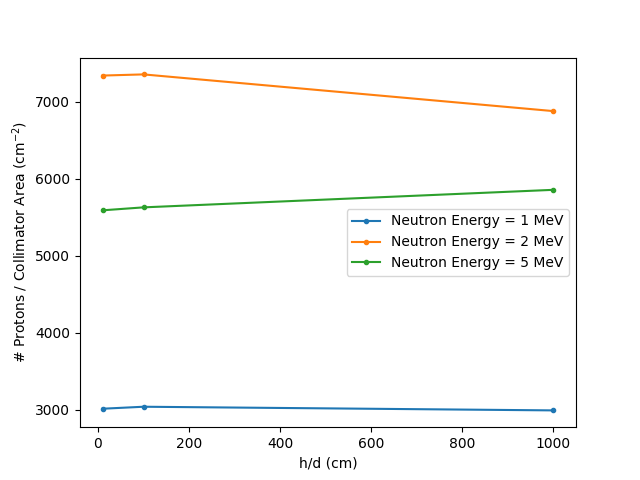 7000
6000
5000
4000
3000
# Protons / Collimator Area (cm⁻²)
Neutron Energy = 1 MeV
Neutron Energy = 2 MeV
Neutron Energy = 5 MeV
0 200 400 600 800 1000
h/d (cm)